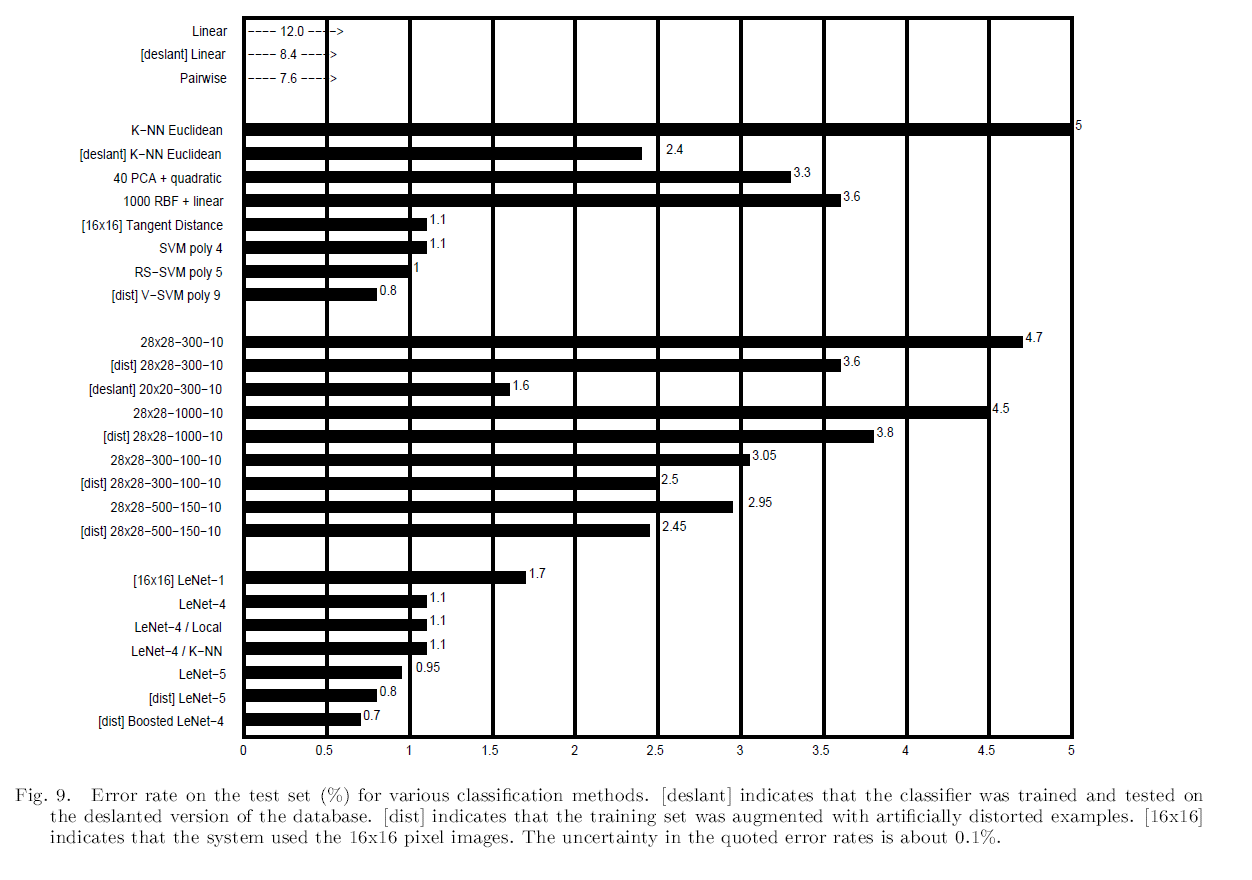 Linear ---- 12.0 ---->
[deslant] Linear ---- 8.4 ---->
Pairwise ---- 7.6 ---->
K−NN Euclidean 5
[deslant] K−NN Euclidean 2.4
40 PCA + quadratic 3.3
1000 RBF + linear 3.6
[16x16] Tangent Distance 1.1
SVM poly 4 1.1
RS−SVM poly 5 1
[dist] V−SVM poly 9 0.8
28x28−300−10 4.7
[dist] 28x28−300−10 3.6
[deslant] 20x20−300−10 1.6
28x28−1000−10 4.5
[dist] 28x28−1000−10 3.8
28x28−300−100−10 3.05
[dist] 28x28−300−100−10 2.5
28x28−500−150−10 2.95
[dist] 28x28−500−150−10 2.45
[16x16] LeNet−1 1.7
LeNet−4 1.1
LeNet−4 / Local 1.1
LeNet−4 / K−NN 1.1
LeNet−5 0.95
[dist] LeNet−5 0.8
[dist] Boosted LeNet−4 0.7
0 0.5 1 1.5 2 2.5 3 3.5 4 4.5 5
Fig. 9. Error rate on the test set (%) for various classification methods. [deslant] indicates that the classifier was trained and tested on
the deslanted version of the database. [dist] indicates that the training set was augmented with artificially distorted examples. [16x16]
indicates that the system used the 16x16 pixel images. The uncertainty in the quoted error rates is about 0.1%.